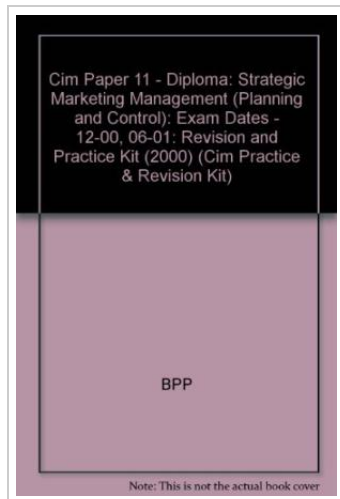 Cim Paper 11 - Diploma: Strategic
Marketing Management (Planning
and Control): Exam Dates -
12-00, 06-01: Revision and
Practice Kit (2000) (Cim Practice
& Revision Kit)
BPP
Note: This is not the actual book cover